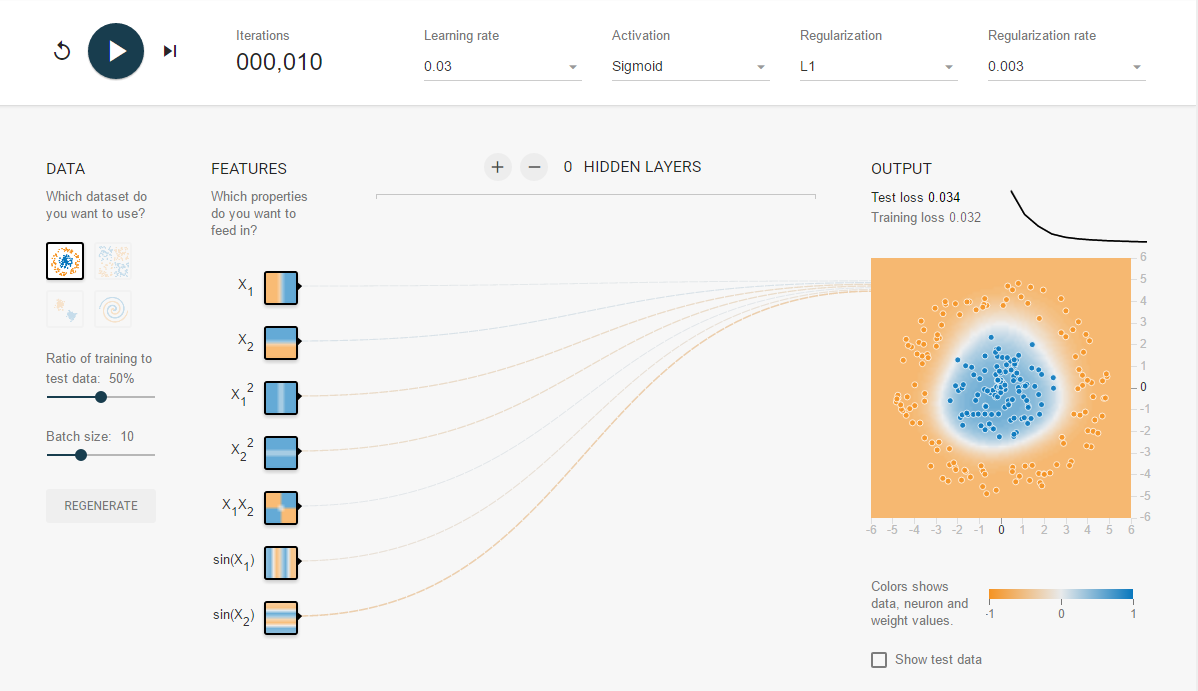 Iterations
000,010
Learning rate
0.03
Activation
Sigmoid
Regularization
L1
Regularization rate
0.003
DATA
Which dataset do
you want to use?
Ratio of training to
test data: 50%
Batch size: 10
REGENERATE
FEATURES
Which properties
do you want to
feed in?
X1
X2
X1²
X2²
X1X2
sin(X1)
sin(X2)
+ − 0 HIDDEN LAYERS
OUTPUT
Test loss 0.034
Training loss 0.032
6
5
4
3
2
1
0
-1
-2
-3
-4
-5
-6
-6 -5 -4 -3 -2 -1 0 1 2 3 4 5 6
Colors shows
data, neuron and
weight values.
-1 0 1
Show test data